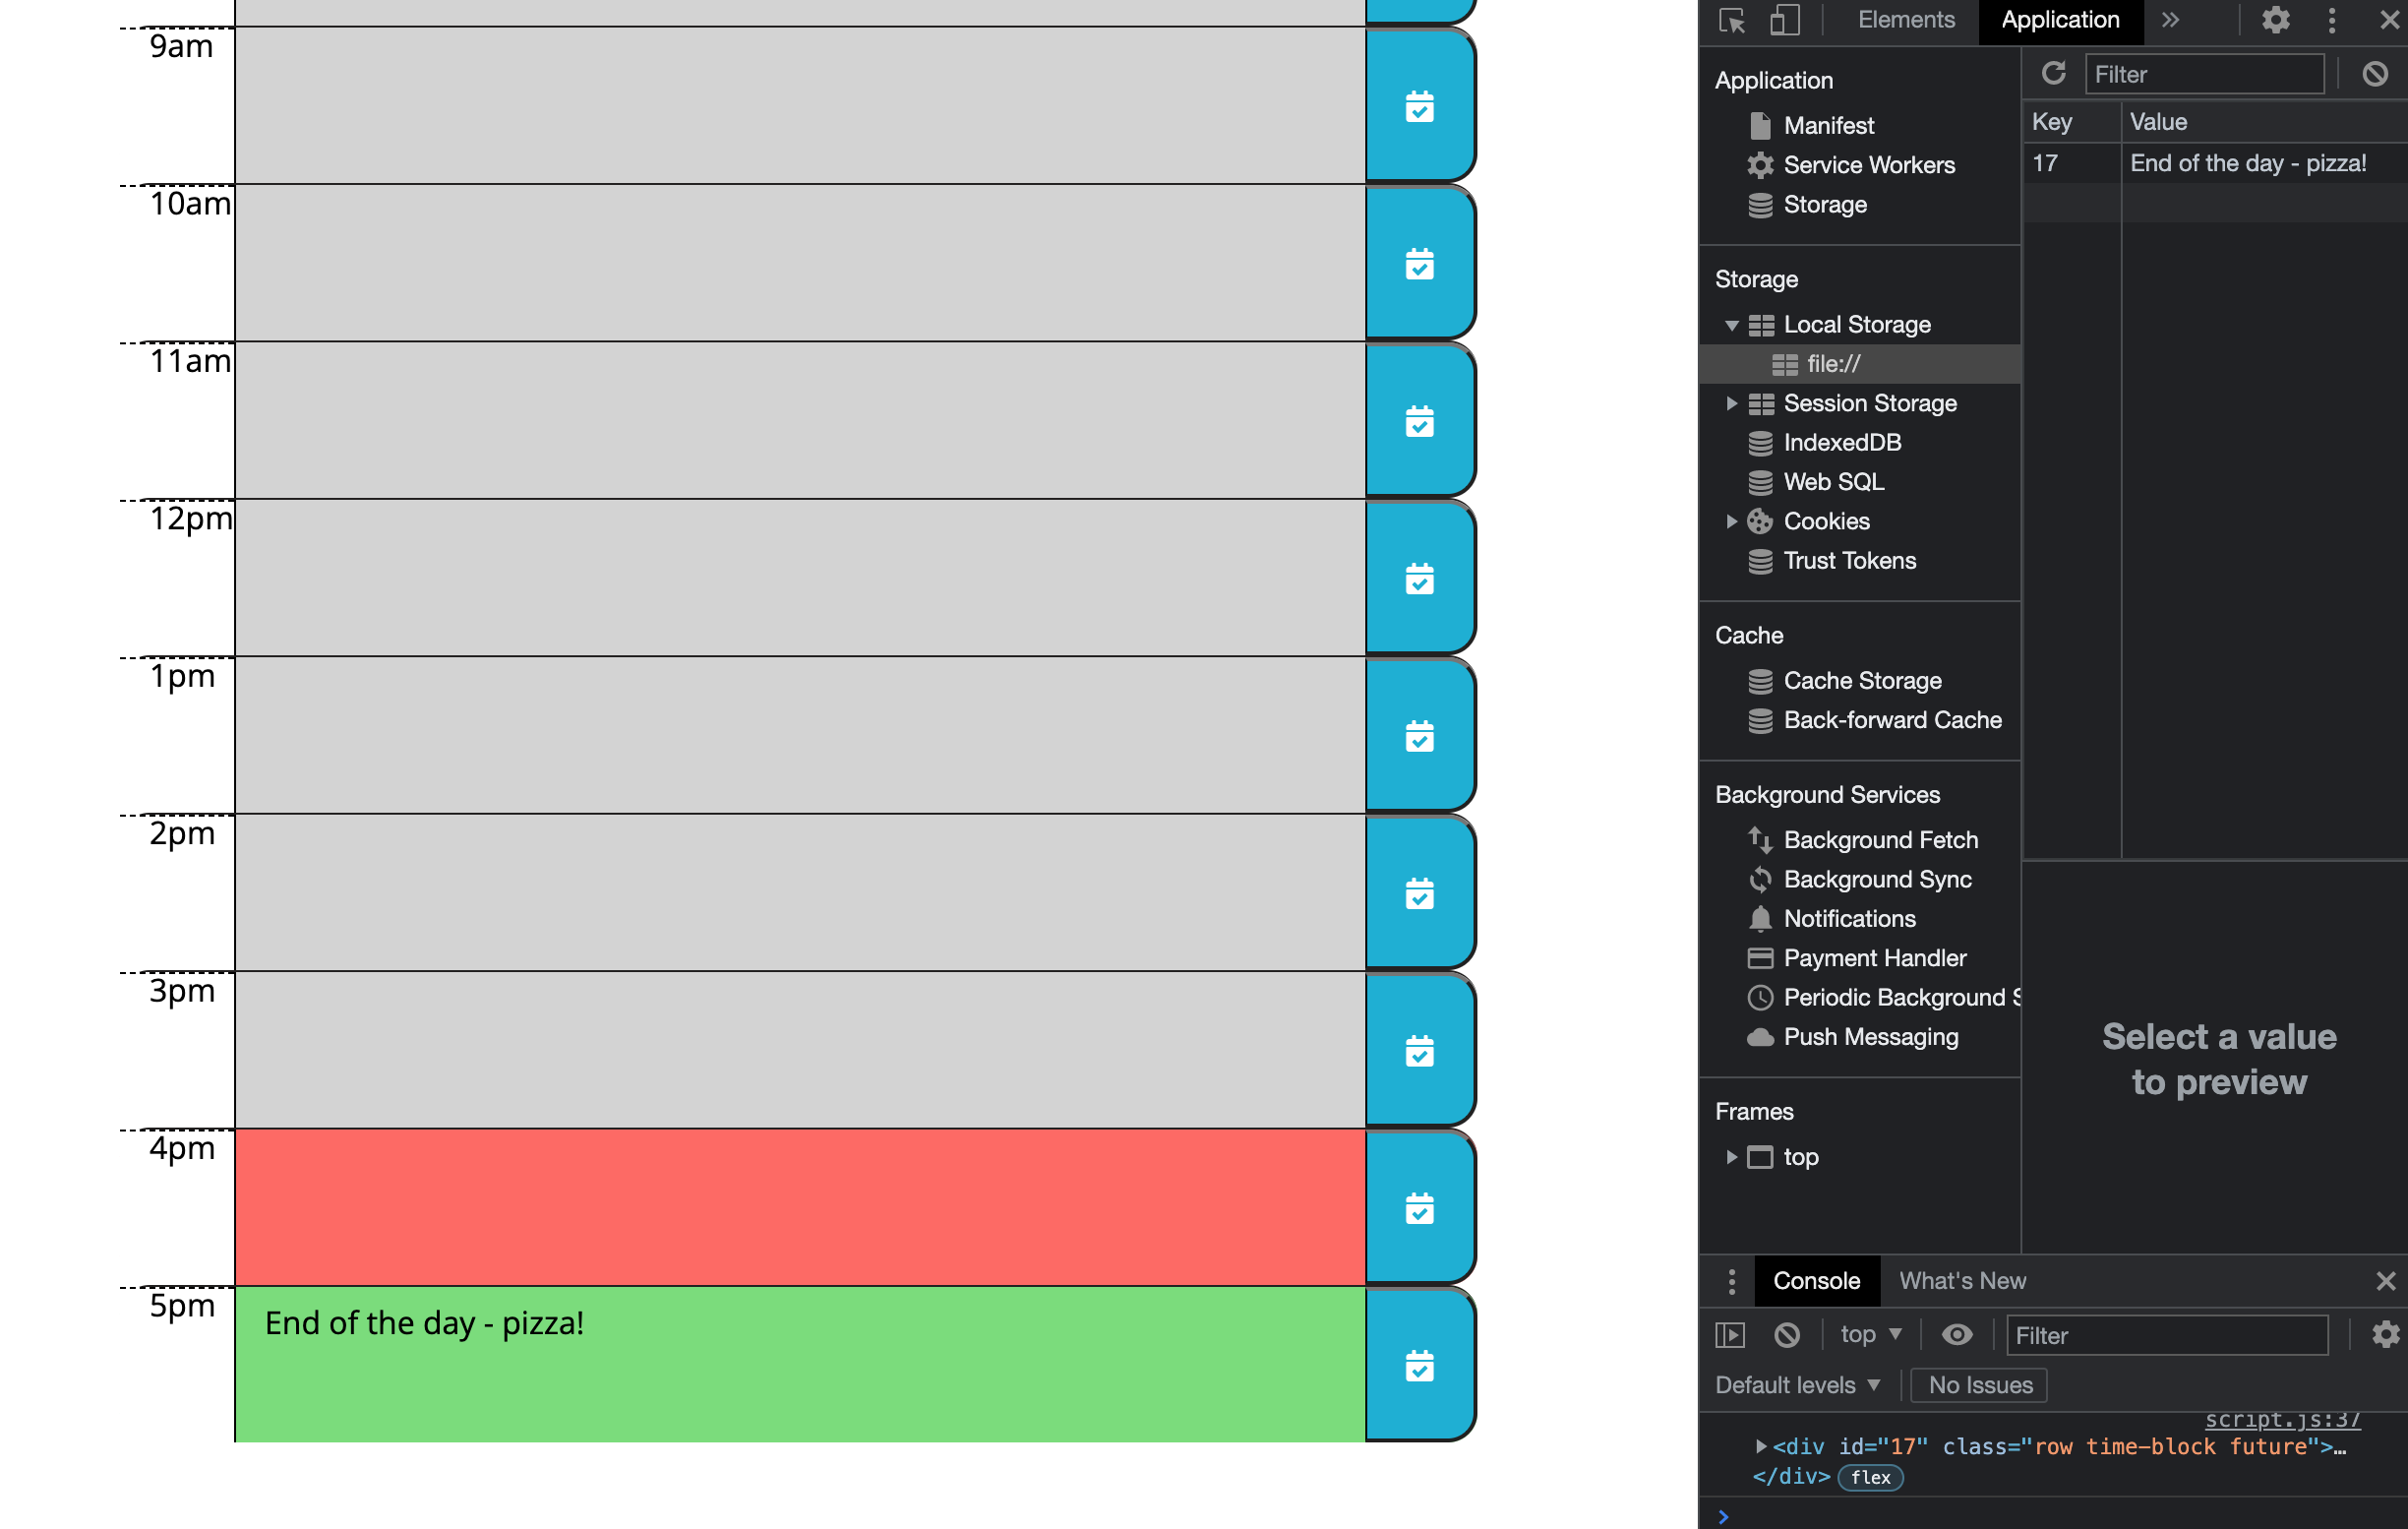 9am
10am
11am
12pm
1pm
2pm
3pm
4pm
5pm
End of the day - pizza!
Elements
Application
Application
Manifest
Service Workers
Storage
Storage
Local Storage
file://
Session Storage
IndexedDB
Web SQL
Cookies
Trust Tokens
Cache
Cache Storage
Back-forward Cache
Background Services
Background Fetch
Background Sync
Notifications
Payment Handler
Periodic Background S
Push Messaging
Frames
top
Filter
Key Value
17 End of the day - pizza!
Select a value
to preview
Console What's New
top Filter
Default levels No Issues
script.js:37
<div id="17" class="row time-block future">…
</div> flex